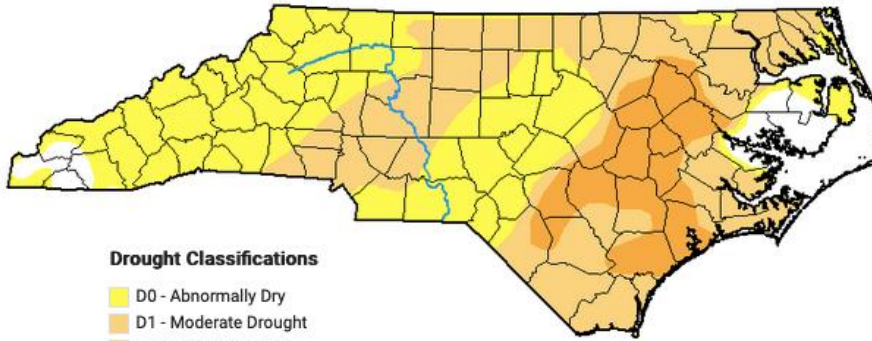 Drought Classifications
D0 - Abnormally Dry
D1 - Moderate Drought